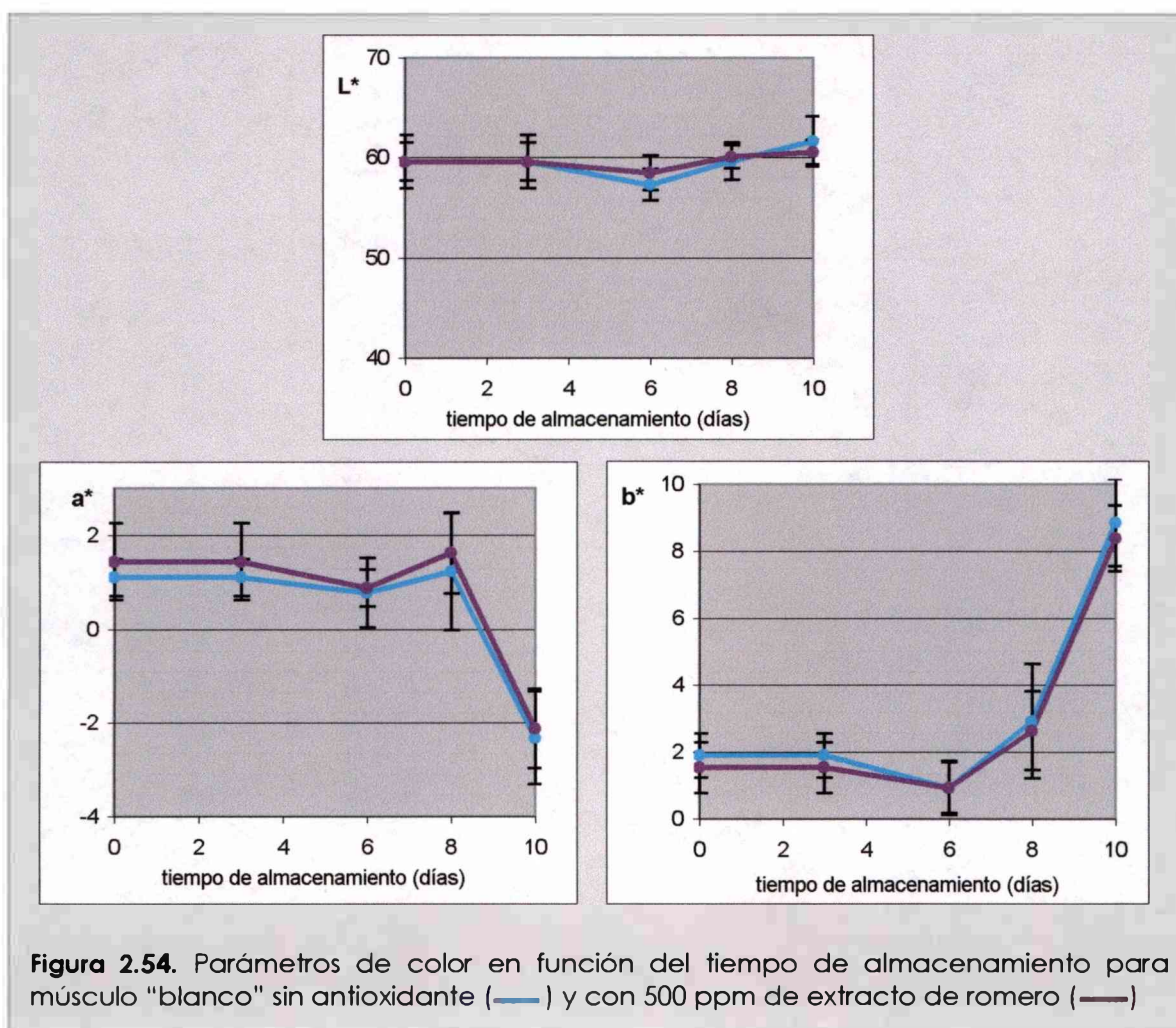 70
L*
60
50
40
0 2 4 6 8 10
tiempo de almacenamiento (días)
a*
2
0
-2
-4
0 2 4 6 8 10
tiempo de almacenamiento (días)
b*
10
8
6
4
2
0
0 2 4 6 8 10
tiempo de almacenamiento (días)
Figura 2.54. Parámetros de color en función del tiempo de almacenamiento para
músculo "blanco" sin antioxidante ( ) y con 500 ppm de extracto de romero ( )